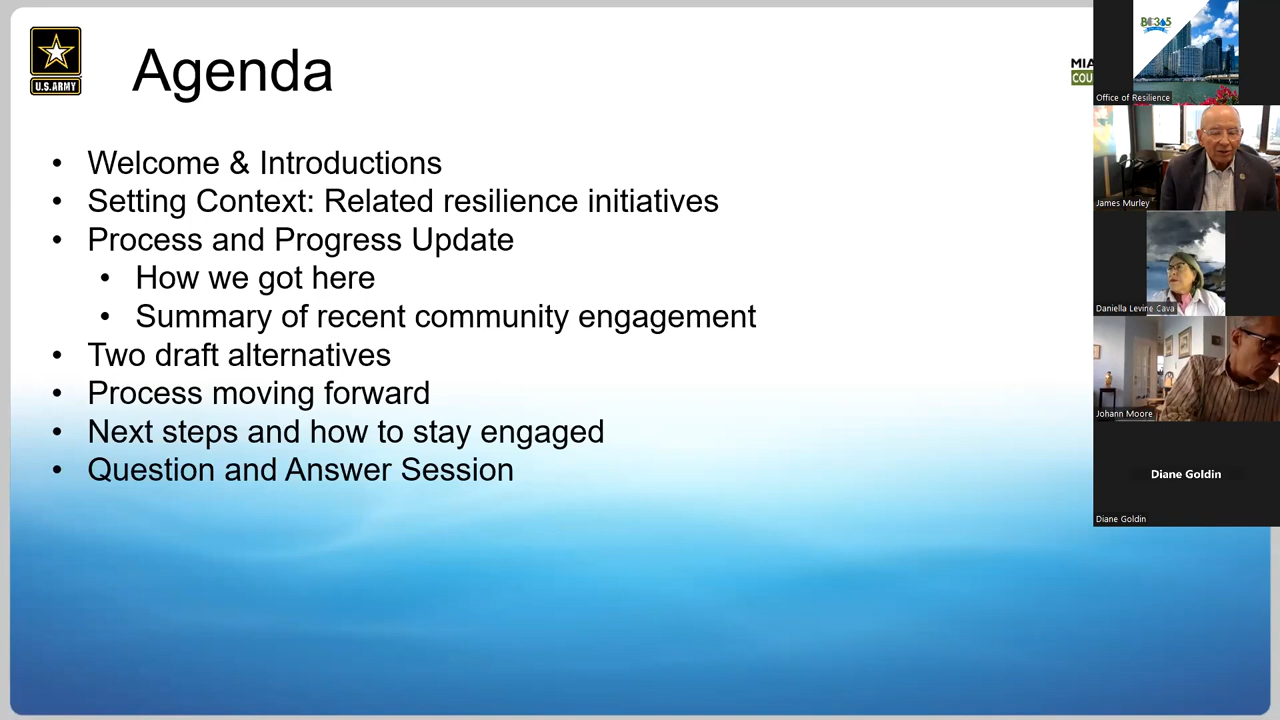 U.S.ARMY
Agenda
MIA
COU
• Welcome & Introductions
• Setting Context: Related resilience initiatives
• Process and Progress Update
• How we got here
• Summary of recent community engagement
• Two draft alternatives
• Process moving forward
• Next steps and how to stay engaged
• Question and Answer Session
Office of Resilience
James Murley
Daniella Levine Cava
Johann Moore
Diane Goldin
Diane Goldin